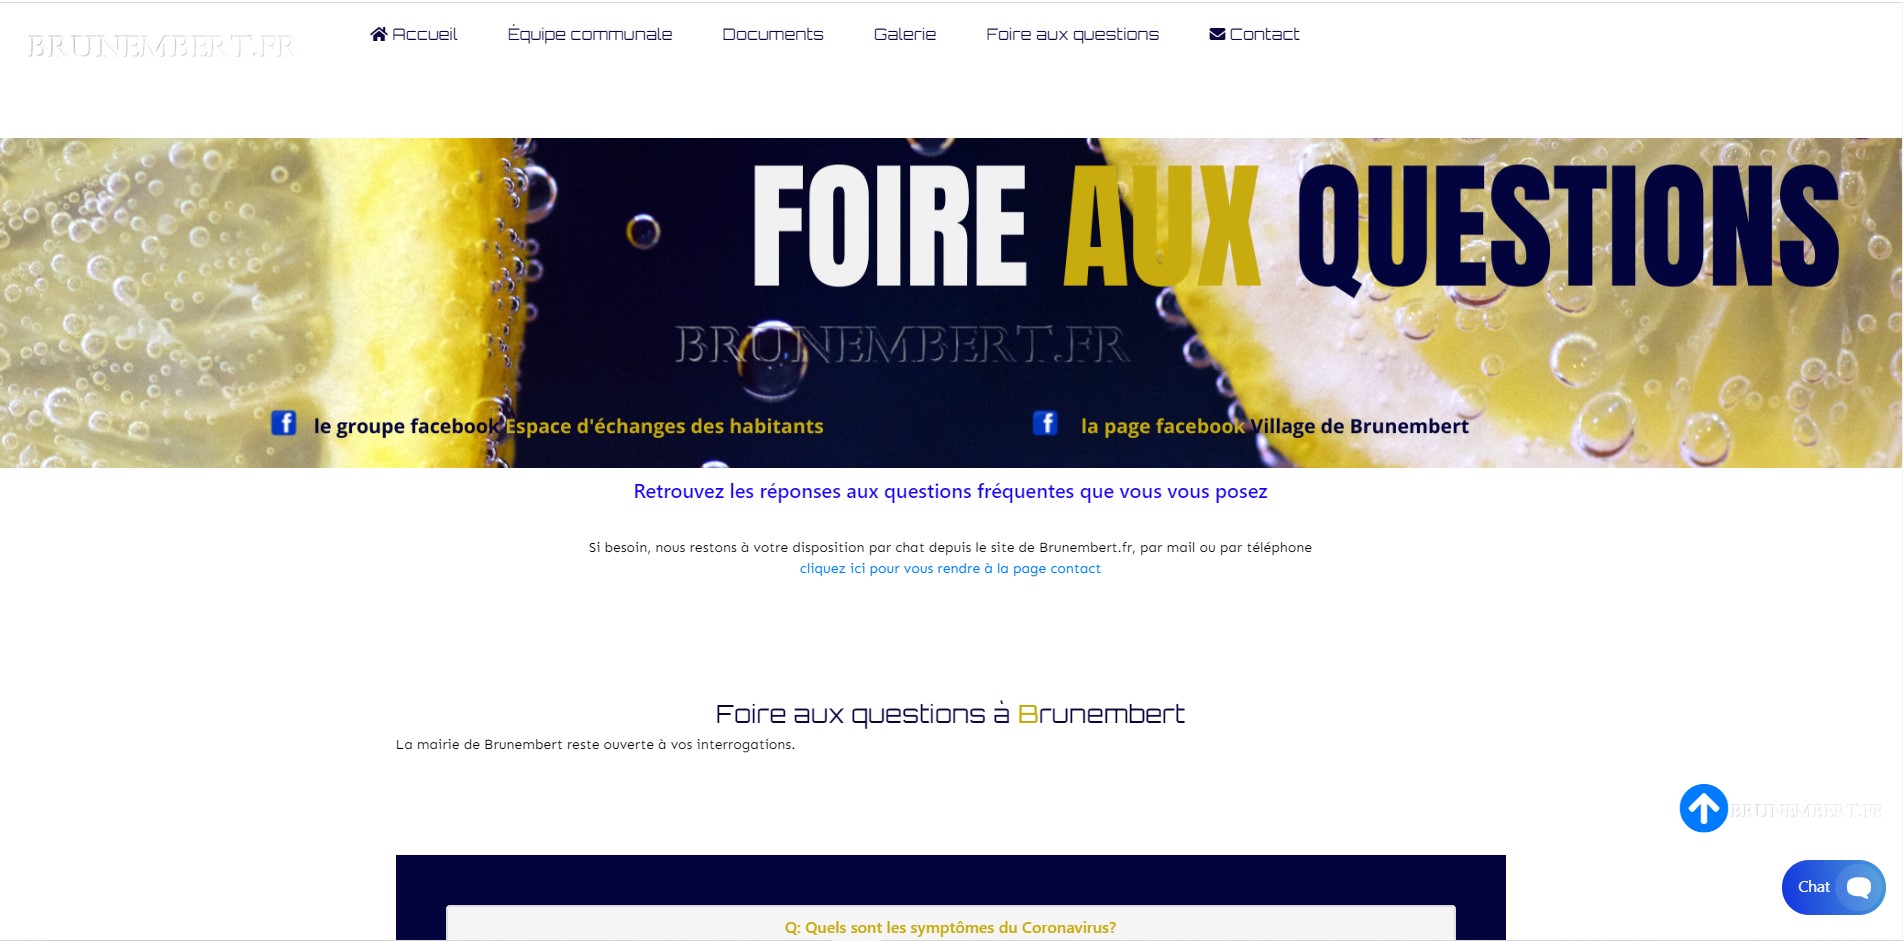 BRUNEMBERT.FR
Accueil
Équipe communale
Documents
Galerie
Foire aux questions
Contact
FOIRE AUX QUESTIONS
BRUNEMBERT.FR
le groupe facebook Espace d'échanges des habitants
la page facebook Village de Brunembert
Retrouvez les réponses aux questions fréquentes que vous vous posez
Si besoin, nous restons à votre disposition par chat depuis le site de Brunembert.fr, par mail ou par téléphone
cliquez ici pour vous rendre à la page contact
Foire aux questions à Brunembert
La mairie de Brunembert reste ouverte à vos interrogations.
BRUNEMBERT.FR
Chat
Q: Quels sont les symptômes du Coronavirus?